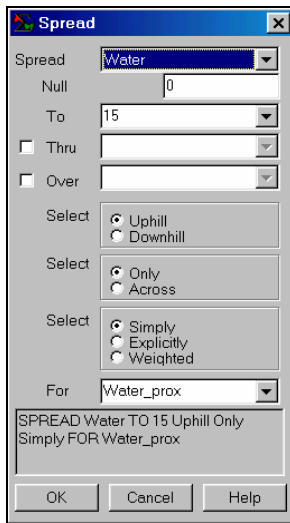 Spread
Spread Water
Null 0
To 15
Thru
Over
Select Uphill
Downhill
Select Only
Across
Select Simply
Explicitly
Weighted
For Water_prox
SPREAD Water TO 15 Uphill Only
Simply FOR Water_prox
OK Cancel Help